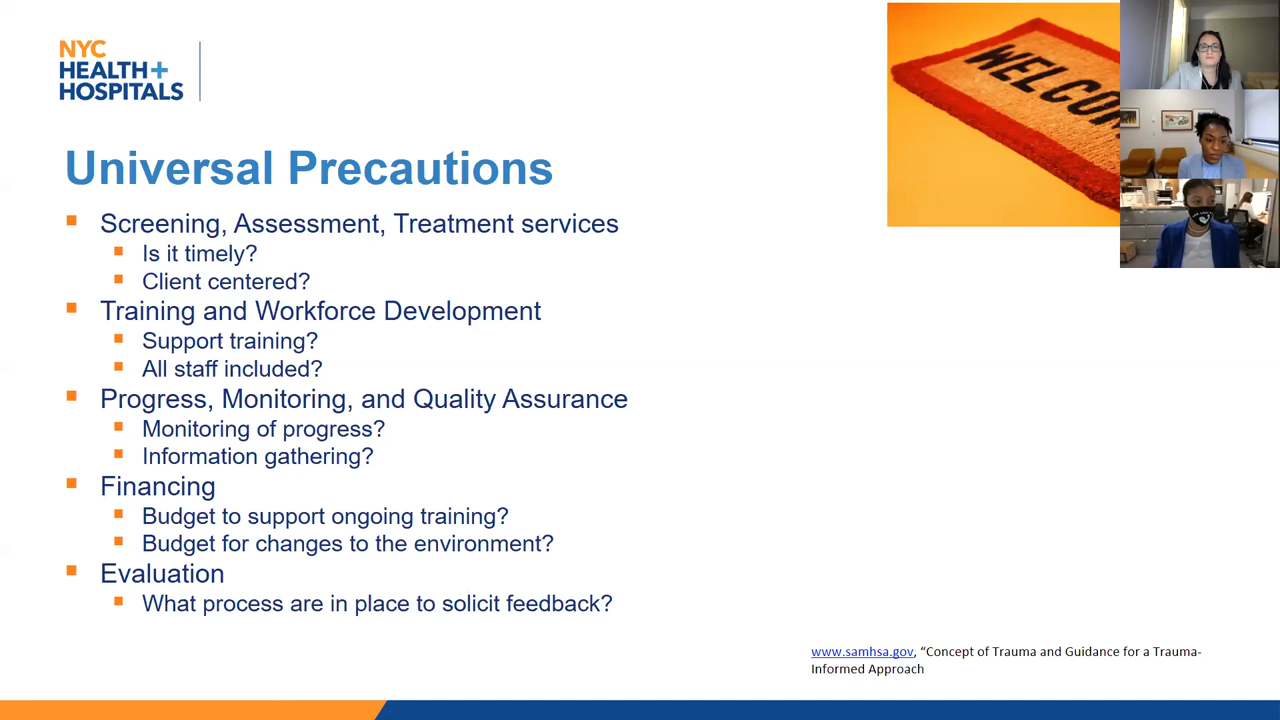 NYC
HEALTH+
HOSPITALS
Universal Precautions
Screening, Assessment, Treatment services
Is it timely?
Client centered?
Training and Workforce Development
Support training?
All staff included?
Progress, Monitoring, and Quality Assurance
Monitoring of progress?
Information gathering?
Financing
Budget to support ongoing training?
Budget for changes to the environment?
Evaluation
What process are in place to solicit feedback?
www.samhsa.gov, “Concept of Trauma and Guidance for a Trauma-
Informed Approach